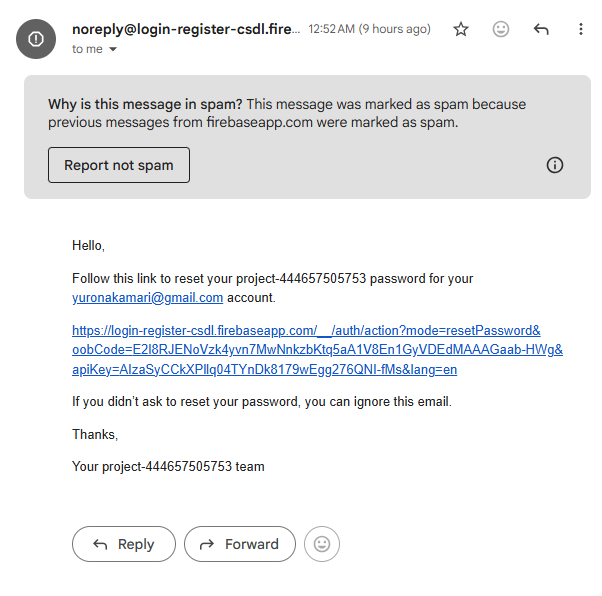 noreply@login-register-csdl.fire... 12:52 AM (9 hours ago)
to me
Why is this message in spam? This message was marked as spam because
previous messages from firebaseapp.com were marked as spam.
Report not spam
Hello,
Follow this link to reset your project-444657505753 password for your
yuronakamari@gmail.com account.
https://login-register-csdl.firebaseapp.com/__/auth/action?mode=resetPassword&
oobCode=E2I8RJENoVzk4yvn7MwNnkzbKtq5aA1V8En1GyVDEdMAAAGaab-HWg&
apiKey=AIzaSyCCkXPIlq04TYnDk8179wEgg276QNI-fMs&lang=en
If you didn’t ask to reset your password, you can ignore this email.
Thanks,
Your project-444657505753 team
Reply Forward